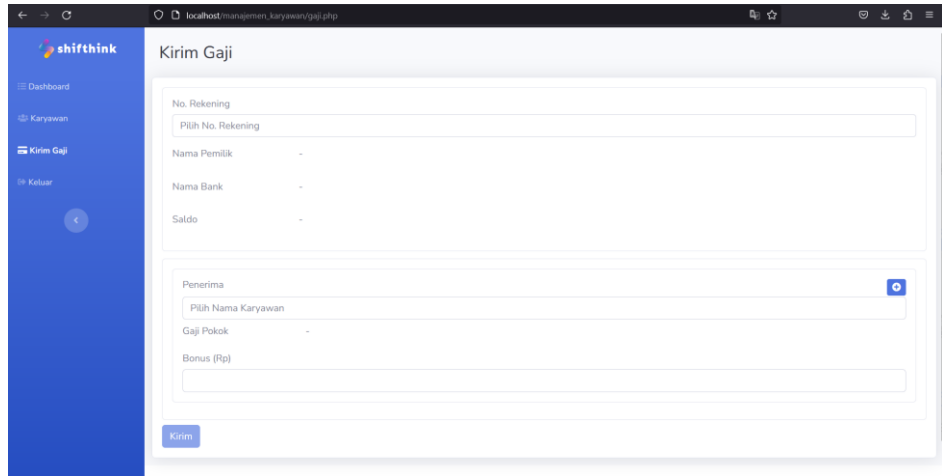 localhost/manajemen_karyawan/gaji.php
shifthink
Dashboard
Karyawan
Kirim Gaji
Keluar
Kirim Gaji
No. Rekening
Pilih No. Rekening
Nama Pemilik -
Nama Bank -
Saldo -
Penerima
Pilih Nama Karyawan
Gaji Pokok -
Bonus (Rp)
Kirim